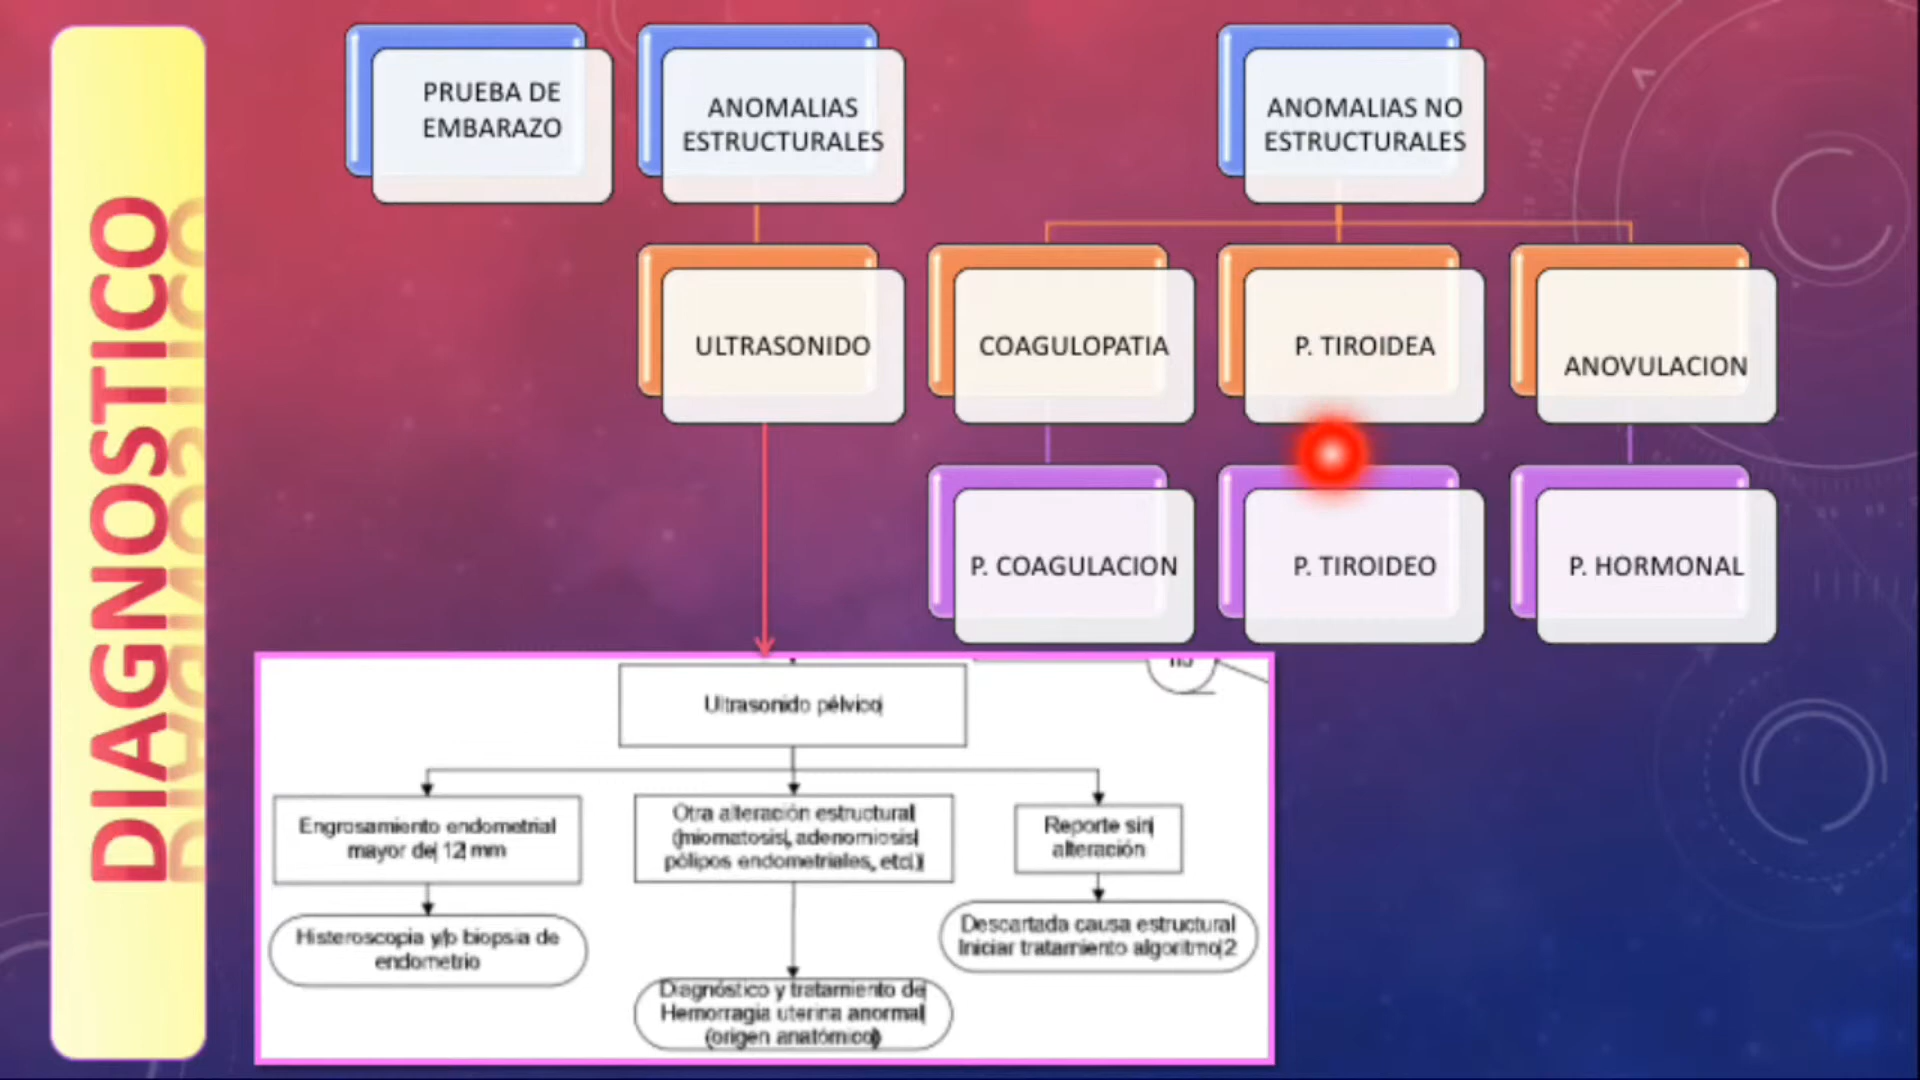 DIAGNOSTICO
PRUEBA DE
EMBARAZO
ANOMALIAS
ESTRUCTURALES
ANOMALIAS NO
ESTRUCTURALES
ULTRASONIDO
COAGULOPATIA
P. TIROIDEA
ANOVULACION
P. COAGULACION
P. TIROIDEO
P. HORMONAL
Ultrasonido pélvico
Engrosamiento endometrial
mayor de 12 mm
Otra alteración estructural
(miomatosis, adenomiosis
pólipos endometriales, etc.)
Reporte sin
alteración
Histeroscopia y/o biopsia de
endometrio
Descartada causa estructural
Iniciar tratamiento algoritmo 2
Diagnóstico y tratamiento de
Hemorragia uterina anormal
(origen anatómico)